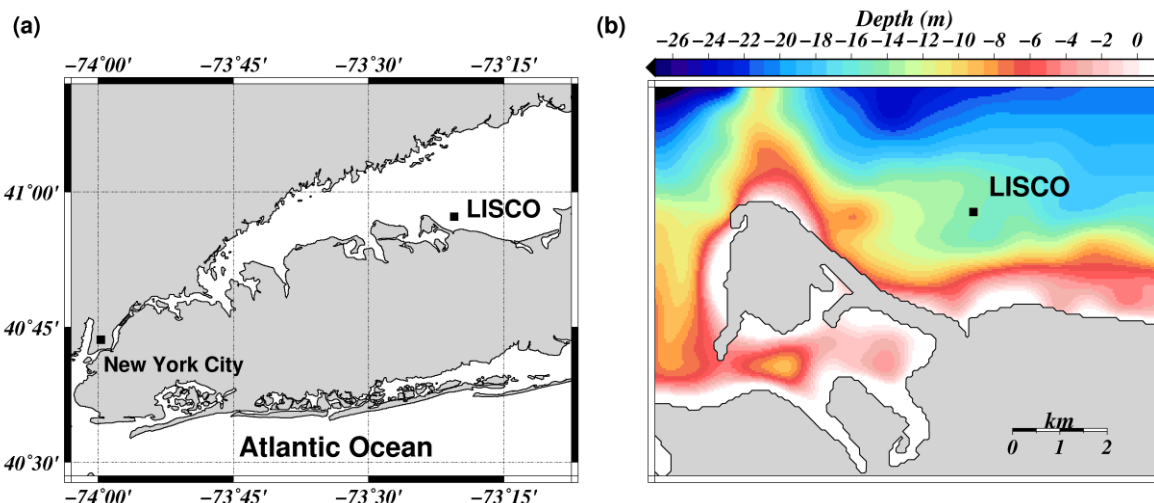 (a)
−74°00′ −73°45′ −73°30′ −73°15′
41°00′
LISCO
40°45′
New York City
Atlantic Ocean
40°30′
−74°00′ −73°45′ −73°30′ −73°15′
(b)
Depth (m)
−26 −24 −22 −20 −18 −16 −14 −12 −10 −8 −6 −4 −2 0
LISCO
km
0 1 2